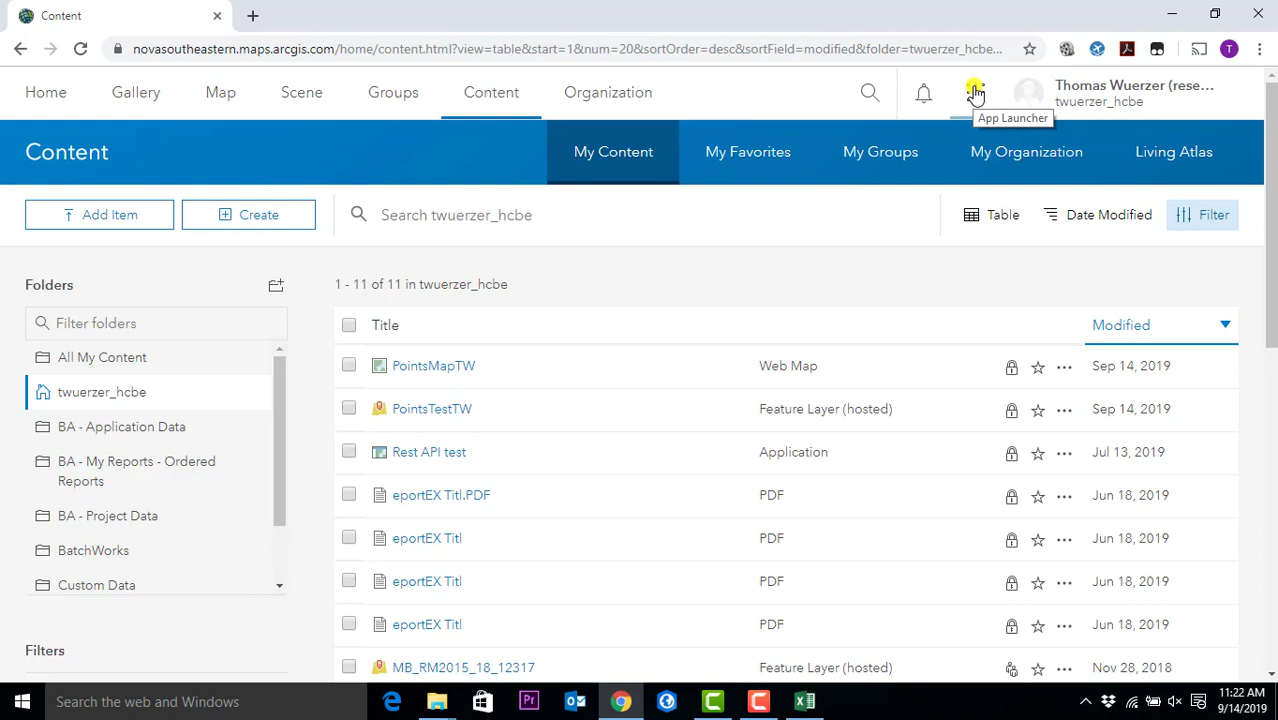 Content
novasoutheastern.maps.arcgis.com/home/content.html?view=table&start=1&num=20&sortOrder=desc&sortField=modified&folder=twuerzer_hcbe...
T
Home Gallery Map Scene Groups Content Organization
Thomas Wuerzer (rese...
twuerzer_hcbe
App Launcher
Content My Content My Favorites My Groups My Organization Living Atlas
Add Item Create Search twuerzer_hcbe Table Date Modified Filter
Folders
1 - 11 of 11 in twuerzer_hcbe
Filter folders
Title Modified
All My Content
PointsMapTW Web Map Sep 14, 2019
twuerzer_hcbe
PointsTestTW Feature Layer (hosted) Sep 14, 2019
BA - Application Data
Rest API test Application Jul 13, 2019
BA - My Reports - Ordered
Reports
eportEX Titl.PDF PDF Jun 18, 2019
BA - Project Data
eportEX Titl PDF Jun 18, 2019
BatchWorks
eportEX Titl PDF Jun 18, 2019
Custom Data
eportEX Titl PDF Jun 18, 2019
Filters
MB_RM2015_18_12317 Feature Layer (hosted) Nov 28, 2018
Search the web and Windows
Pr
11:22 AM
9/14/2019